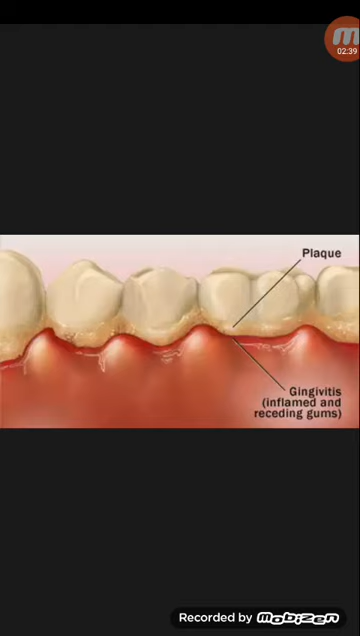 02:39
Plaque
Gingivitis
(inflamed and
receding gums)
Recorded by Mobizen